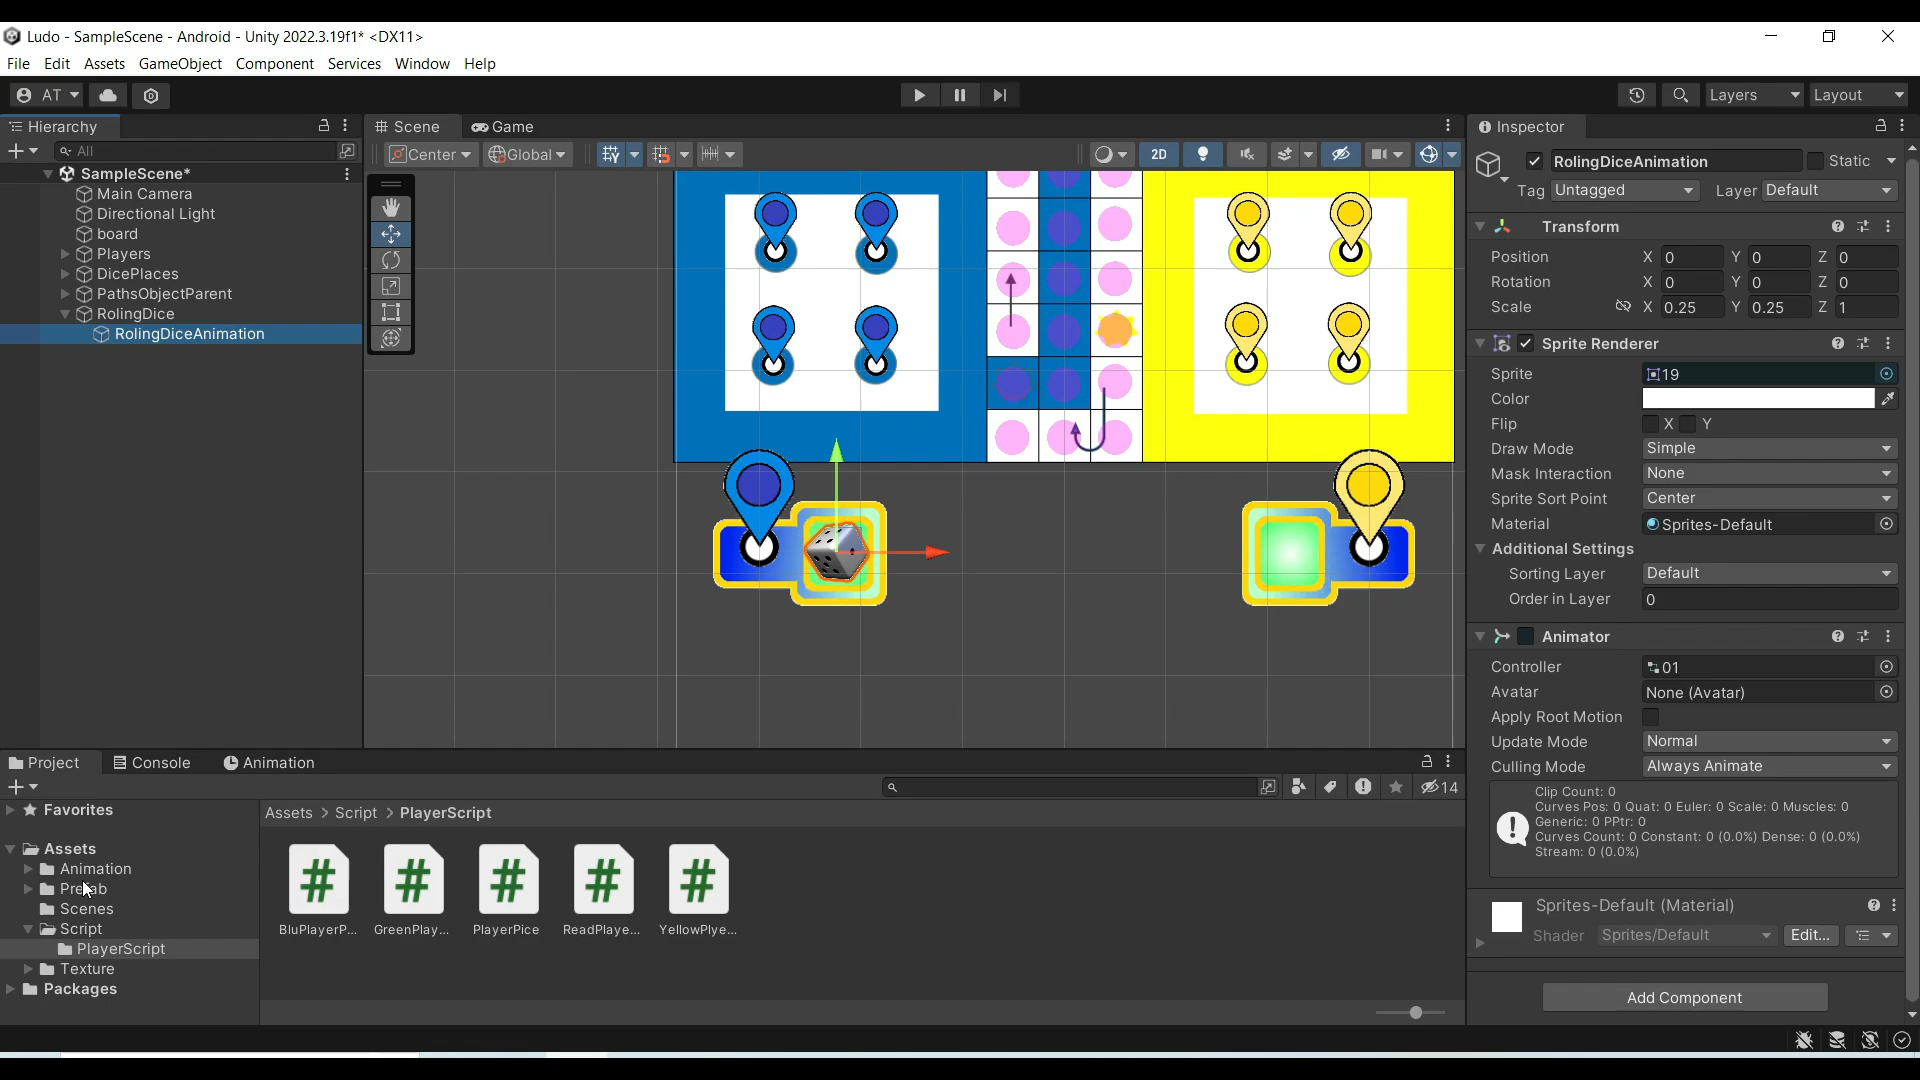 Ludo - SampleScene - Android - Unity 2022.3.19f1* <DX11>
File Edit Assets GameObject Component Services Window Help
AT Layers Layout
Hierarchy
All
SampleScene*
Main Camera
Directional Light
board
Players
DicePlaces
PathsObjectParent
RolingDice
RolingDiceAnimation
Scene Game
Center Global 2D
Inspector
RolingDiceAnimation Static
Tag Untagged Layer Default
Transform
Position X 0 Y 0 Z 0
Rotation X 0 Y 0 Z 0
Scale X 0.25 Y 0.25 Z 1
Sprite Renderer
Sprite 19
Color
Flip X Y
Draw Mode Simple
Mask Interaction None
Sprite Sort Point Center
Material Sprites-Default
Additional Settings
Sorting Layer Default
Order in Layer 0
Animator
Controller 01
Avatar None (Avatar)
Apply Root Motion
Update Mode Normal
Culling Mode Always Animate
Clip Count: 0
Curves Pos: 0 Quat: 0 Euler: 0 Scale: 0 Muscles: 0
Generic: 0 PPtr: 0
Curves Count: 0 Constant: 0 (0.0%) Dense: 0 (0.0%)
Stream: 0 (0.0%)
Sprites-Default (Material)
Shader Sprites/Default Edit...
Add Component
Project Console Animation
14
Favorites
Assets
Animation
Prefab
Scenes
Script
PlayerScript
Texture
Packages
Assets > Script > PlayerScript
BluPlayerP... GreenPlay... PlayerPice ReadPlaye... YellowPlye...